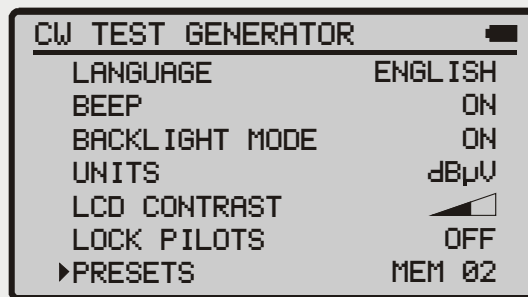 CW TEST GENERATOR
LANGUAGE ENGLISH
BEEP ON
BACKLIGHT MODE ON
UNITS dBµV
LCD CONTRAST
LOCK PILOTS OFF
PRESETS MEM 02